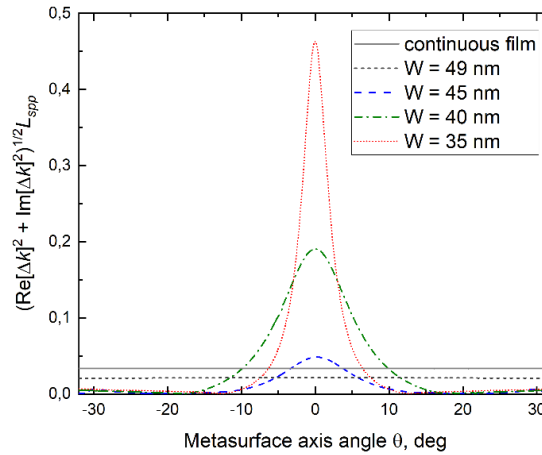 0,5
0,4
0,3
0,2
0,1
0,0
(Re[Δk]² + Im[Δk]²)^1/2 L_spp
continuous film
W = 49 nm
W = 45 nm
W = 40 nm
W = 35 nm
-30 -20 -10 0 10 20 30
Metasurface axis angle θ, deg